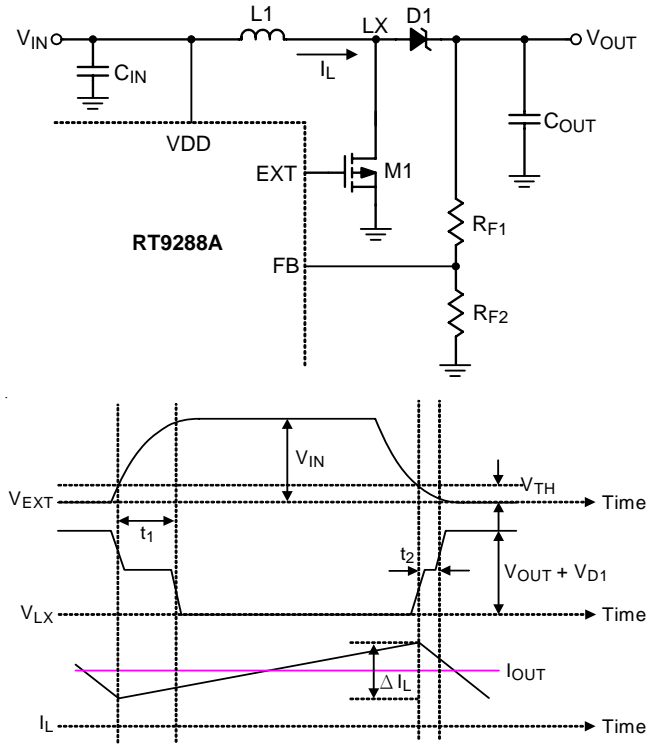 L1
LX
D1
VIN
VOUT
IL
CIN
COUT
VDD
EXT
M1
RT9288A
RF1
FB
RF2
VIN
VTH
VEXT
Time
t1
t2
VOUT + VD1
VLX
Time
IOUT
Δ IL
IL
Time